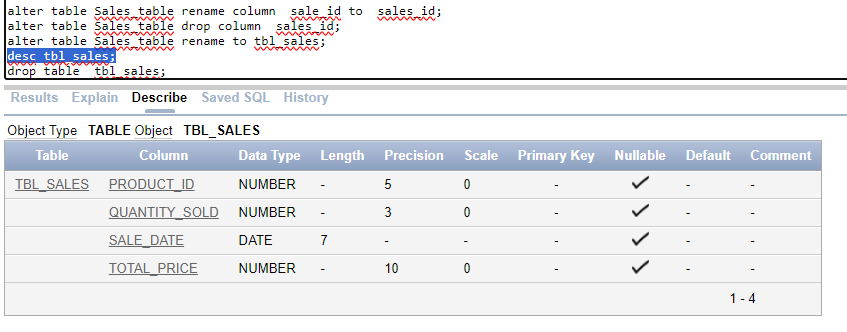 alter table Sales_table rename column  sale_id to  sales_id;
alter table Sales_table drop column  sales_id;
alter table Sales_table rename to tbl_sales;
desc tbl_sales;
drop table  tbl_sales;
Results Explain Describe Saved SQL History
Object Type TABLE Object TBL_SALES
Table Column Data Type Length Precision Scale Primary Key Nullable Default Comment
TBL_SALES PRODUCT_ID NUMBER - 5 0 - ✓ - -
QUANTITY_SOLD NUMBER - 3 0 - ✓ - -
SALE_DATE DATE 7 - - - ✓ - -
TOTAL_PRICE NUMBER - 10 0 - ✓ - -
1 - 4